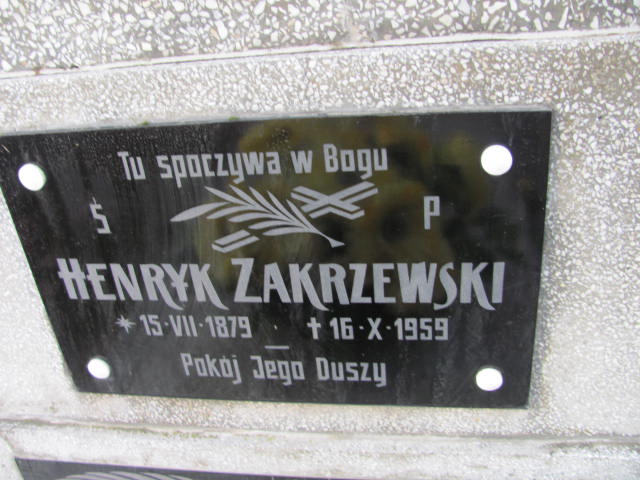 Tu spoczywa w Bogu
Ś P
HENRYK ZAKRZEWSKI
* 15·VII·1879 · † 16·X·1959
Pokój Jego Duszy